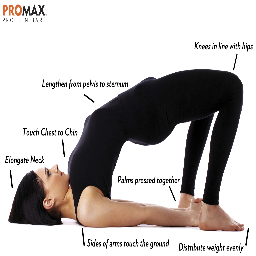 PROMAX
Knees in line with hips
Lengthen from pelvis to sternum
Touch Chest to Chin
Elongate Neck
Palms pressed together
Sides of arms touch the ground
Distribute weight evenly